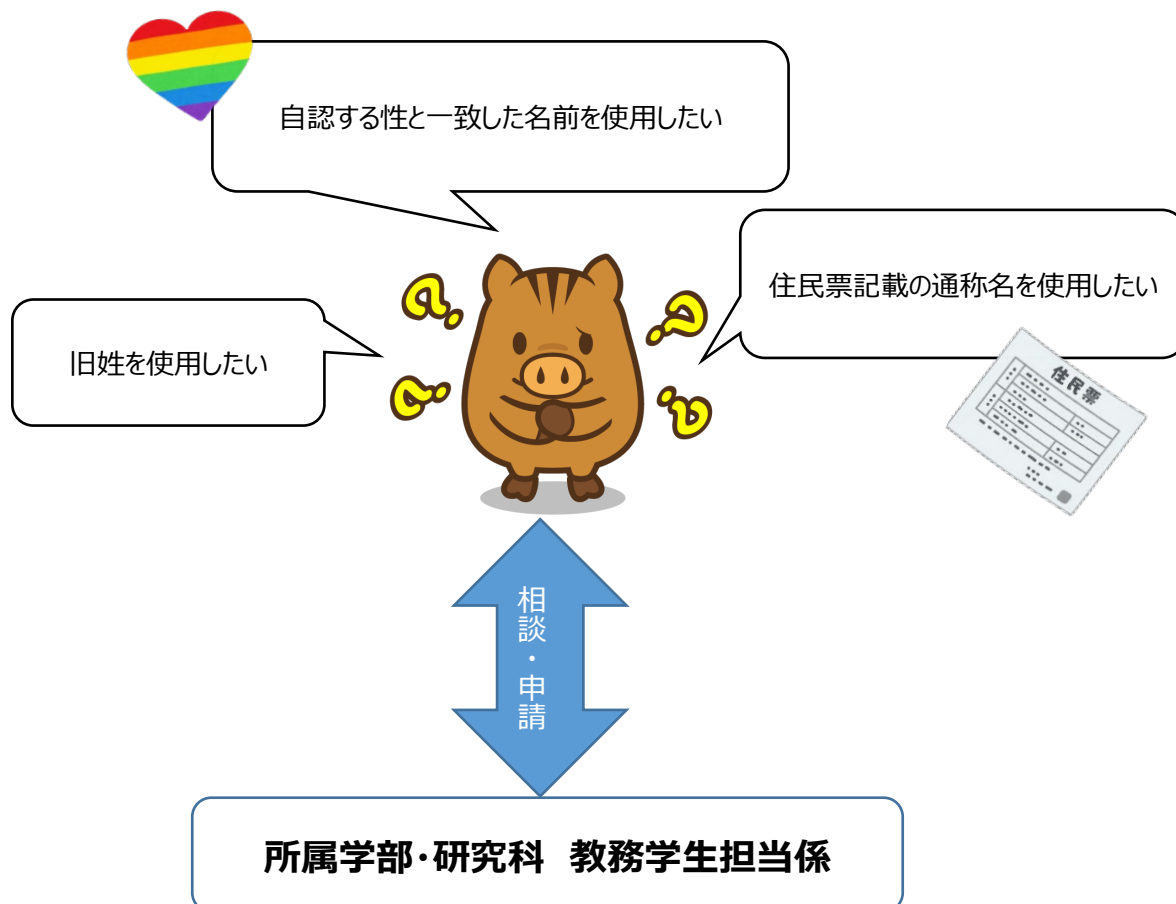 自認する性と一致した名前を使用したい
住民票記載の通称名を使用したい
旧姓を使用したい
住民票
相談・申請
所属学部・研究科 教務学生担当係